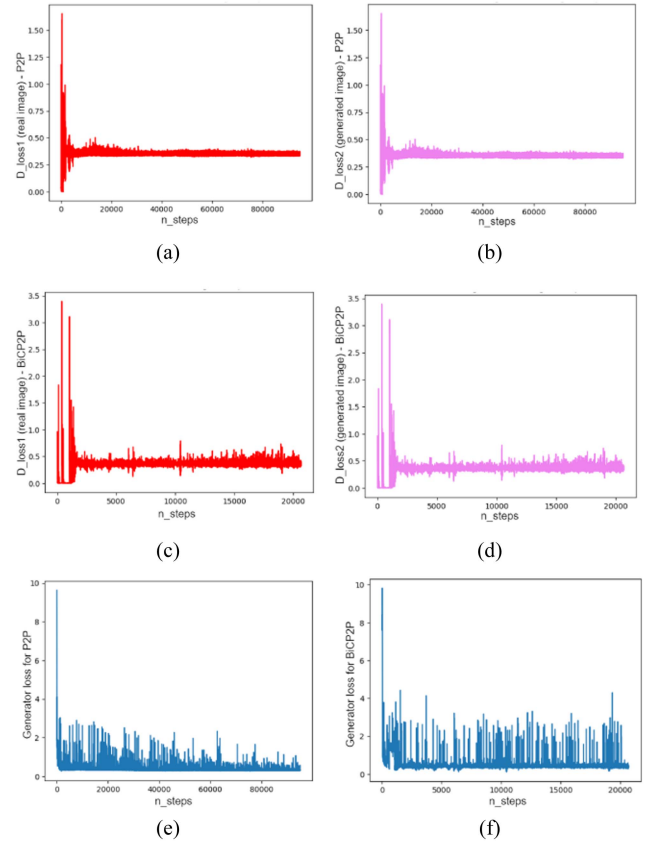 D_loss1 (real image) - P2P
1.50
1.25
1.00
0.75
0.50
0.25
0.00
0 20000 40000 60000 80000
n_steps
(a)
D_loss2 (generated image) - P2P
1.50
1.25
1.00
0.75
0.50
0.25
0.00
0 20000 40000 60000 80000
n_steps
(b)
D_loss1 (real image) - BiCP2P
3.5
3.0
2.5
2.0
1.5
1.0
0.5
0.0
0 5000 10000 15000 20000
n_steps
(c)
D_loss2 (generated image) - BiCP2P
3.5
3.0
2.5
2.0
1.5
1.0
0.5
0.0
0 5000 10000 15000 20000
n_steps
(d)
Generator loss for P2P
10
8
6
4
2
0
0 20000 40000 60000 80000
n_steps
(e)
Generator loss for BiCP2P
10
8
6
4
2
0
0 5000 10000 15000 20000
n_steps
(f)